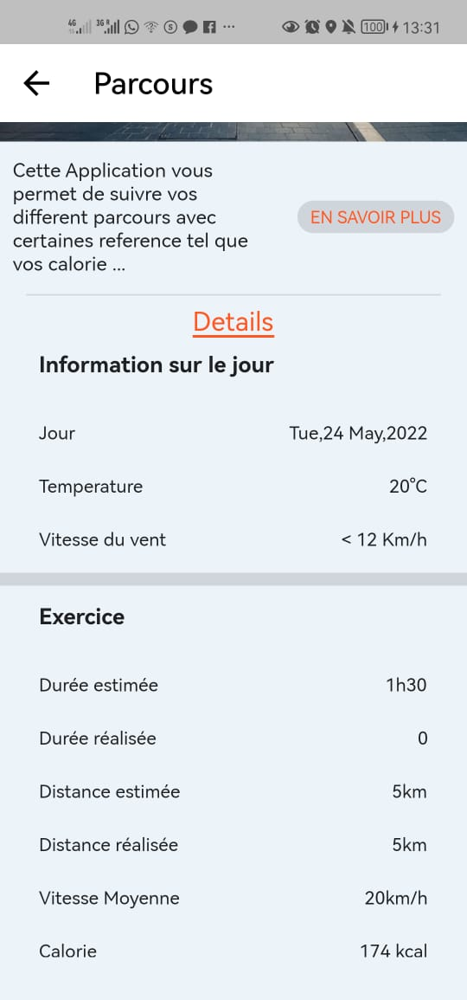 4G 3G R 100 13:31
Parcours
Cette Application vous
permet de suivre vos
different parcours avec
certaines reference tel que
vos calorie ...
EN SAVOIR PLUS
Details
Information sur le jour
Jour Tue,24 May,2022
Temperature 20°C
Vitesse du vent < 12 Km/h
Exercice
Durée estimée 1h30
Durée réalisée 0
Distance estimée 5km
Distance réalisée 5km
Vitesse Moyenne 20km/h
Calorie 174 kcal